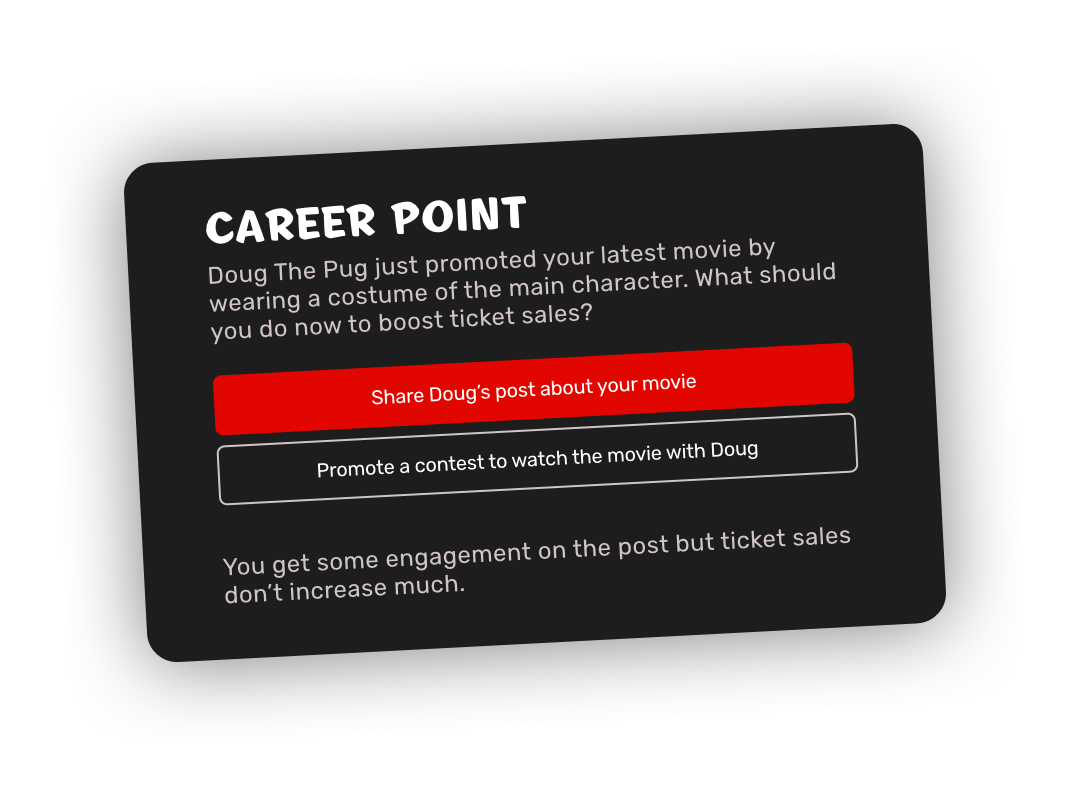 CAREER POINT
Doug The Pug just promoted your latest movie by
wearing a costume of the main character. What should
you do now to boost ticket sales?
Share Doug’s post about your movie
Promote a contest to watch the movie with Doug
You get some engagement on the post but ticket sales
don’t increase much.